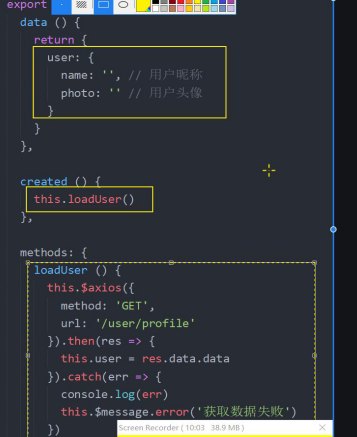 export
data () {
return {
user: {
name: '', // 用户昵称
photo: '' // 用户头像
}
}
},
created () {
this.loadUser()
},
methods: {
loadUser () {
this.$axios({
method: 'GET',
url: '/user/profile'
}).then(res => {
this.user = res.data.data
}).catch(err => {
console.log(err)
this.$message.error('获取数据失败')
})
Screen Recorder ( 10:03 38.9 MB )